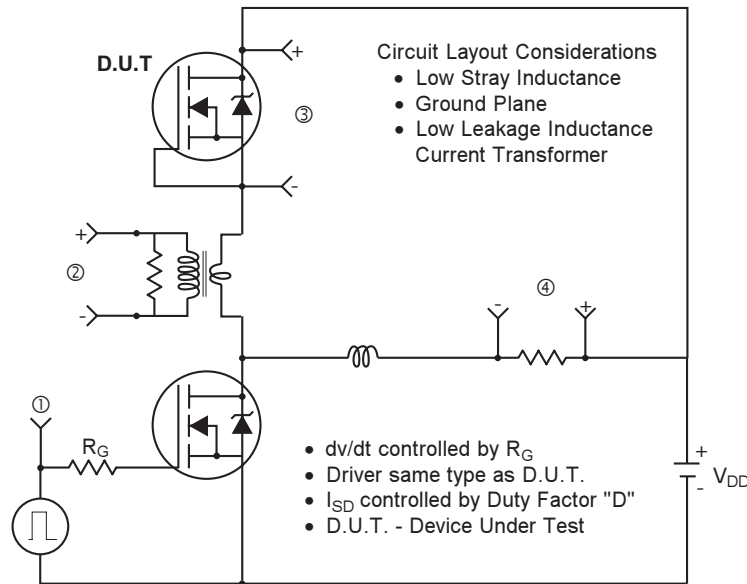 D.U.T
+
③
-
Circuit Layout Considerations
• Low Stray Inductance
• Ground Plane
• Low Leakage Inductance
Current Transformer
+
②
-
④
- +
①
RG
• dv/dt controlled by RG
• Driver same type as D.U.T.
• ISD controlled by Duty Factor "D"
• D.U.T. - Device Under Test
+
VDD
-